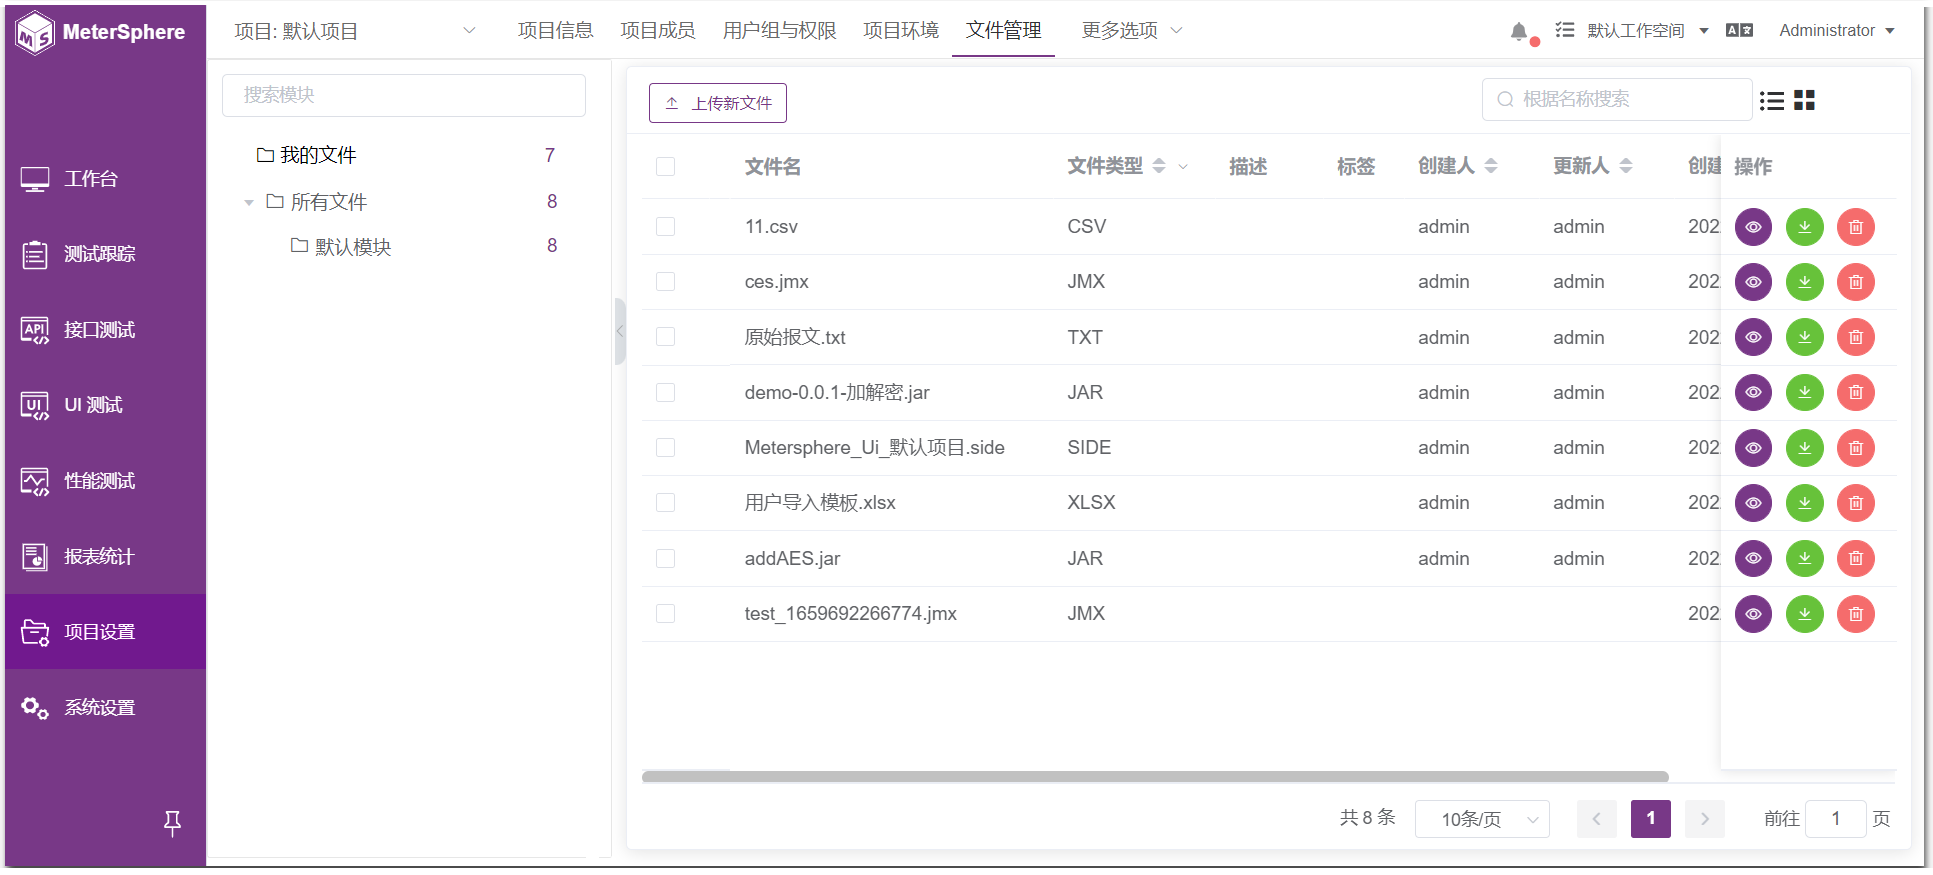 MeterSphere
项目: 默认项目
项目信息
项目成员
用户组与权限
项目环境
文件管理
更多选项
默认工作空间
Administrator
工作台
测试跟踪
接口测试
UI 测试
性能测试
报表统计
项目设置
系统设置
搜索模块
我的文件 7
所有文件 8
默认模块 8
上传新文件
根据名称搜索
文件名 文件类型 描述 标签 创建人 更新人 创建 操作
11.csv CSV admin admin 202
ces.jmx JMX admin admin 202
原始报文.txt TXT admin admin 202
demo-0.0.1-加解密.jar JAR admin admin 202
Metersphere_Ui_默认项目.side SIDE admin admin 202
用户导入模板.xlsx XLSX admin admin 202
addAES.jar JAR admin admin 202
test_1659692266774.jmx JMX 202
共 8 条 10条/页 1 前往 1 页